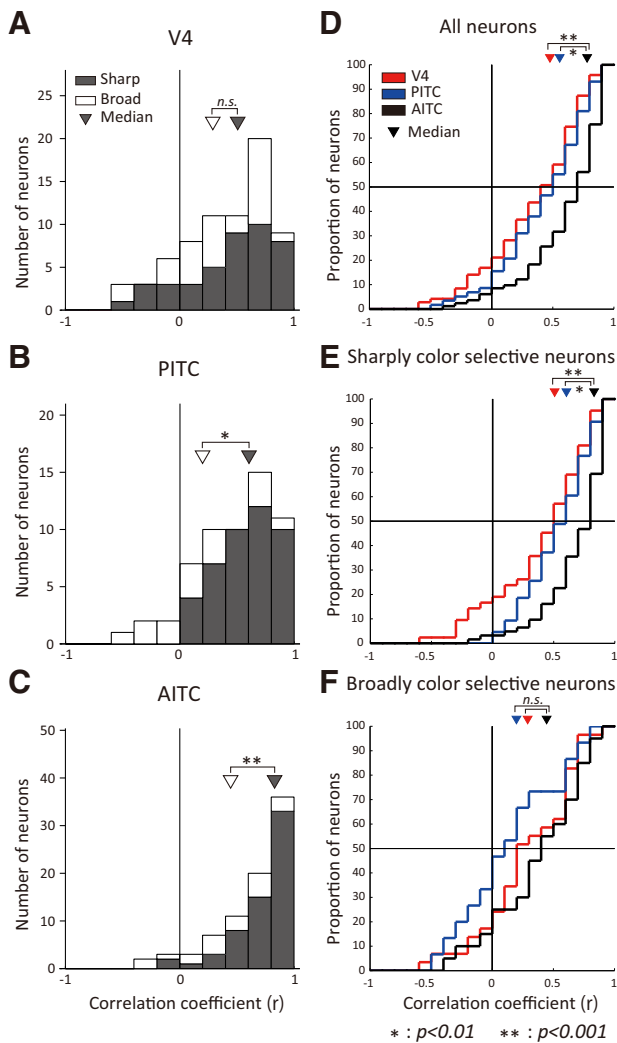 A
V4
Sharp
Broad
Median
n.s.
Number of neurons
25
20
15
10
5
0
-1
0
1
B
PITC
*
Number of neurons
20
15
10
5
0
-1
0
1
C
AITC
**
Number of neurons
50
40
30
20
10
0
-1
0
1
Correlation coefficient (r)
D
All neurons
**
*
V4
PITC
AITC
Median
Proportion of neurons
100
90
80
70
60
50
40
30
20
10
0
-1
-0.5
0
0.5
1
E
Sharply color selective neurons
**
*
Proportion of neurons
100
90
80
70
60
50
40
30
20
10
0
-1
-0.5
0
0.5
1
F
Broadly color selective neurons
n.s.
Proportion of neurons
100
90
80
70
60
50
40
30
20
10
0
-1
-0.5
0
0.5
1
Correlation coefficient (r)
* : p<0.01 ** : p<0.001